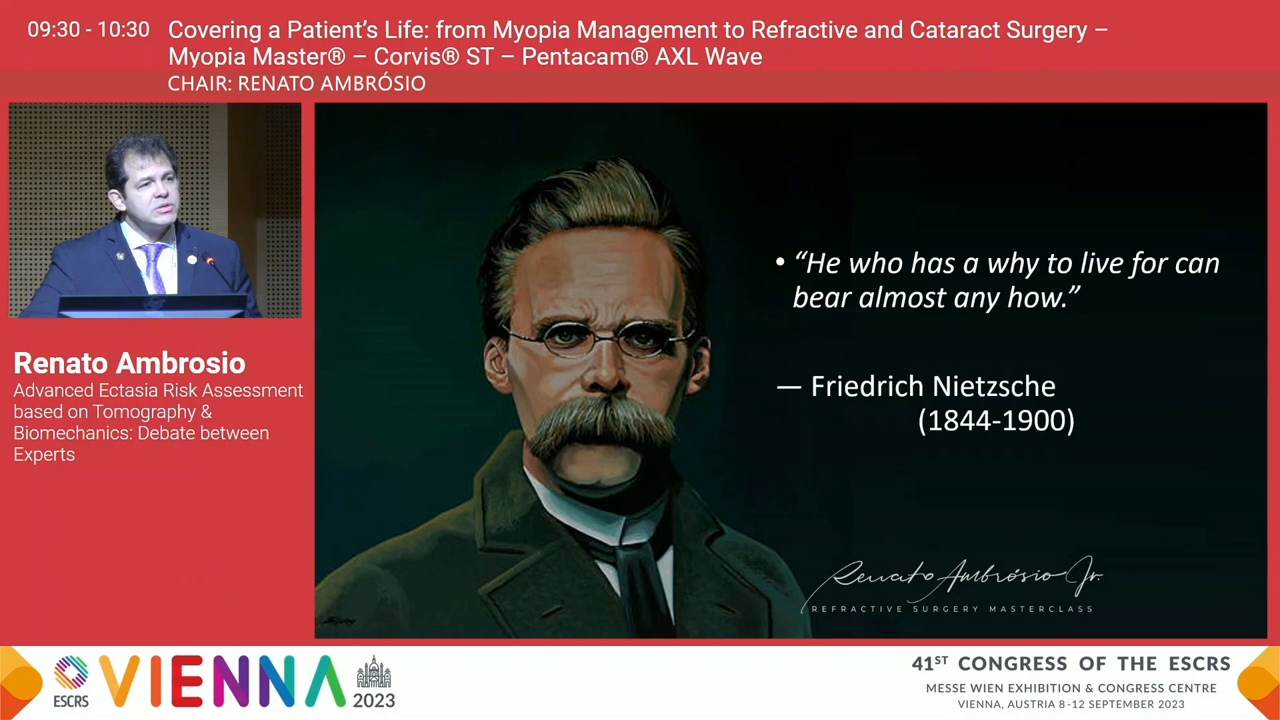 09:30 - 10:30
Covering a Patient’s Life: from Myopia Management to Refractive and Cataract Surgery –
Myopia Master® – Corvis® ST – Pentacam® AXL Wave
CHAIR: RENATO AMBRÓSIO
Renato Ambrosio
Advanced Ectasia Risk Assessment
based on Tomography &
Biomechanics: Debate between
Experts
• “He who has a why to live for can
bear almost any how.”
— Friedrich Nietzsche
(1844-1900)
Renato Ambrósio Jr.
REFRACTIVE SURGERY MASTERCLASS
ESCRS
VIENNA
2023
41ST CONGRESS OF THE ESCRS
MESSE WIEN EXHIBITION & CONGRESS CENTRE
VIENNA, AUSTRIA 8-12 SEPTEMBER 2023